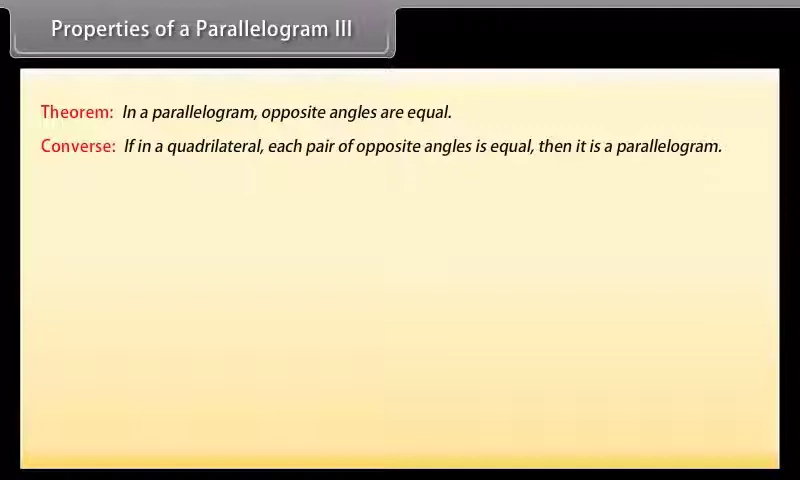 Properties of a Parallelogram III
Theorem: In a parallelogram, opposite angles are equal.
Converse: If in a quadrilateral, each pair of opposite angles is equal, then it is a parallelogram.